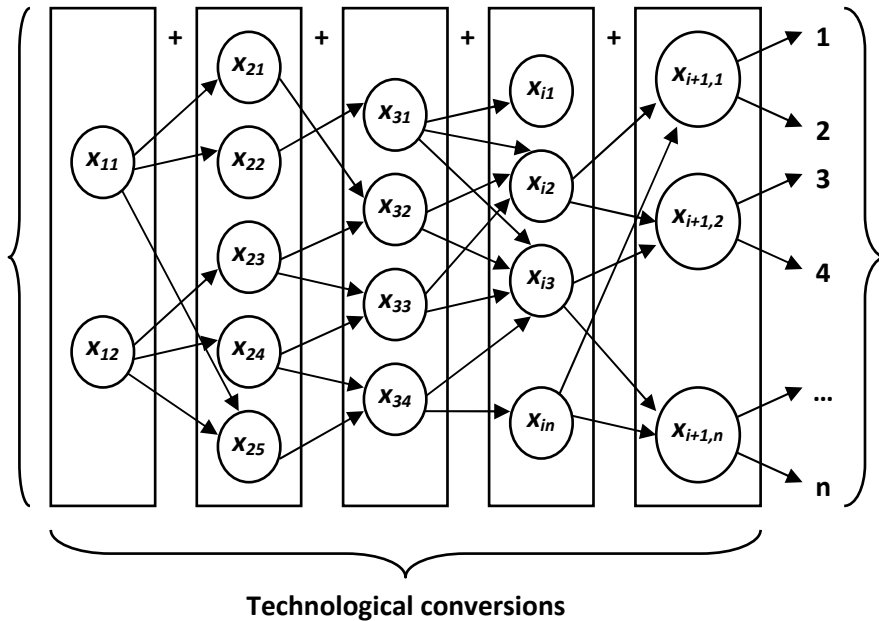 + + + +
x11
x12
x21
x22
x23
x24
x25
x31
x32
x33
x34
xi1
xi2
xi3
xin
xi+1,1
xi+1,2
xi+1,n
1
2
3
4
...
n
Technological conversions